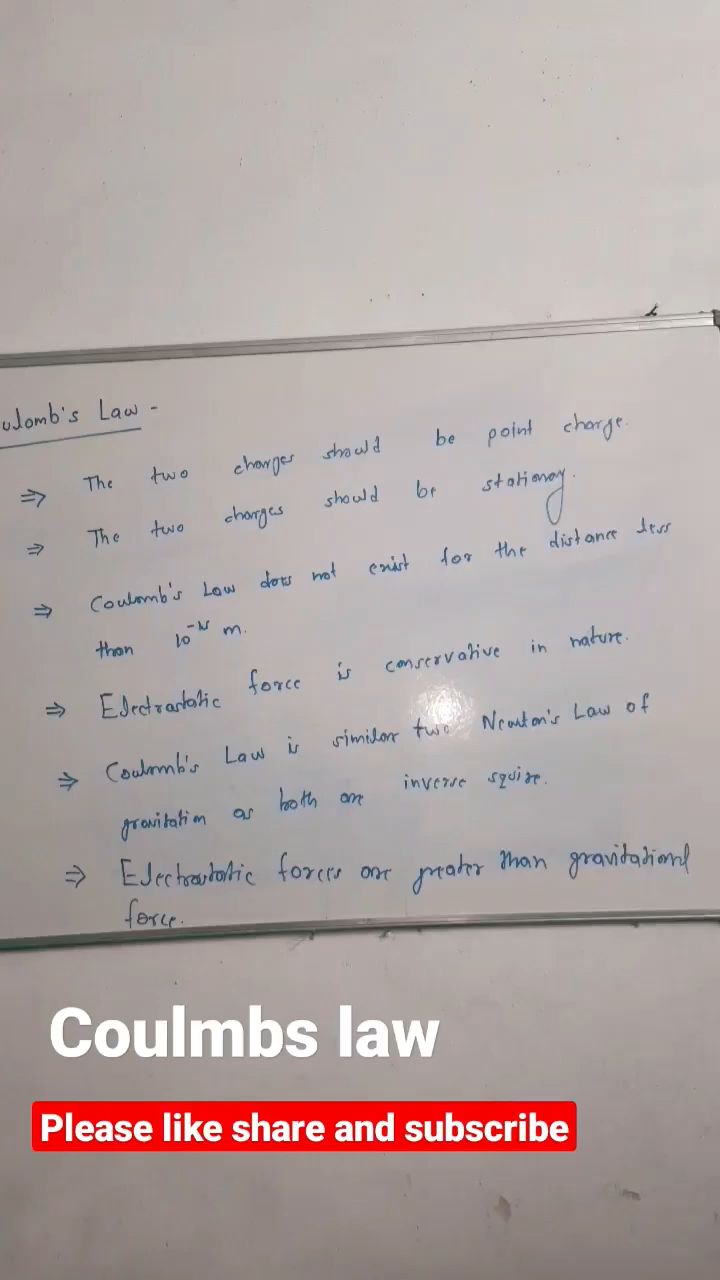 ulomb's Law -
⇒ The two charges should be point charge.
⇒ The two charges should be stationary.
⇒ Coulomb's Law does not exist for the distance less
than 10⁻¹⁵ m.
⇒ Electrostatic force is conservative in nature.
⇒ Coulomb's Law is similar two Newton's Law of
gravitation as both are inverse squire.
⇒ Electrostatic forces are greater than gravitational
force.
Coulmbs law
Please like share and subscribe